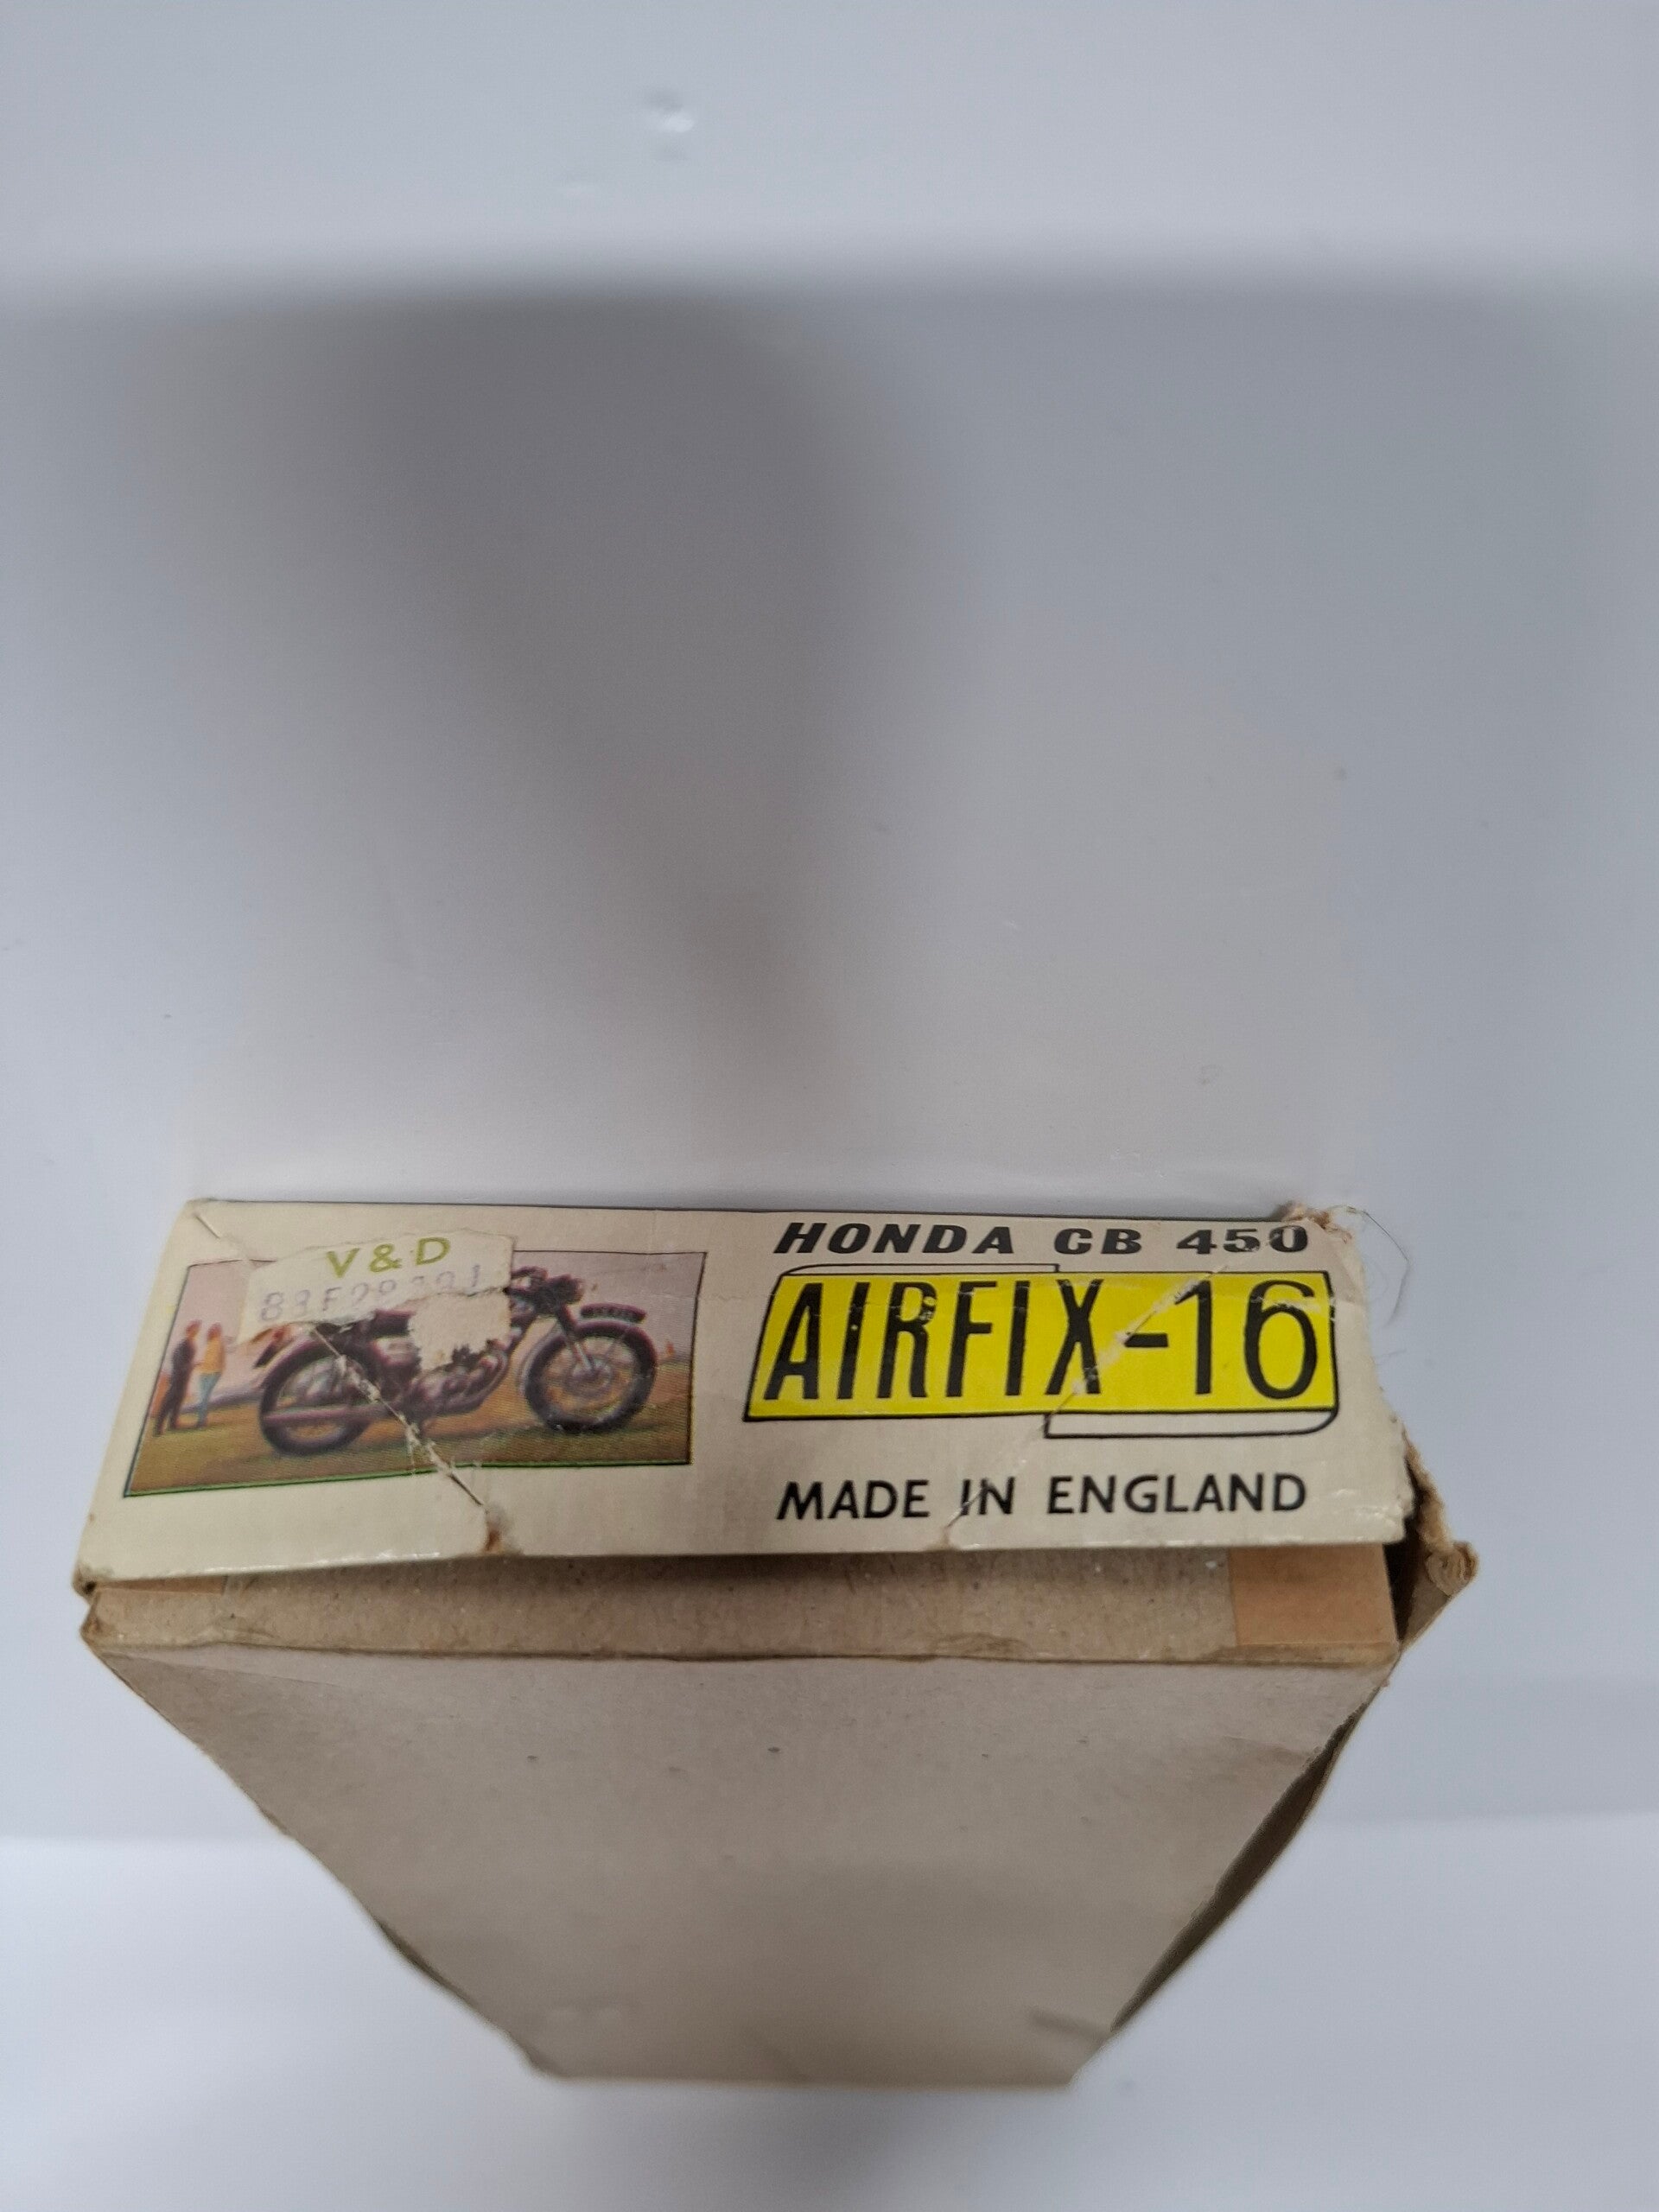 V & D
HONDA CB 450
AIRFIX-16
MADE IN ENGLAND